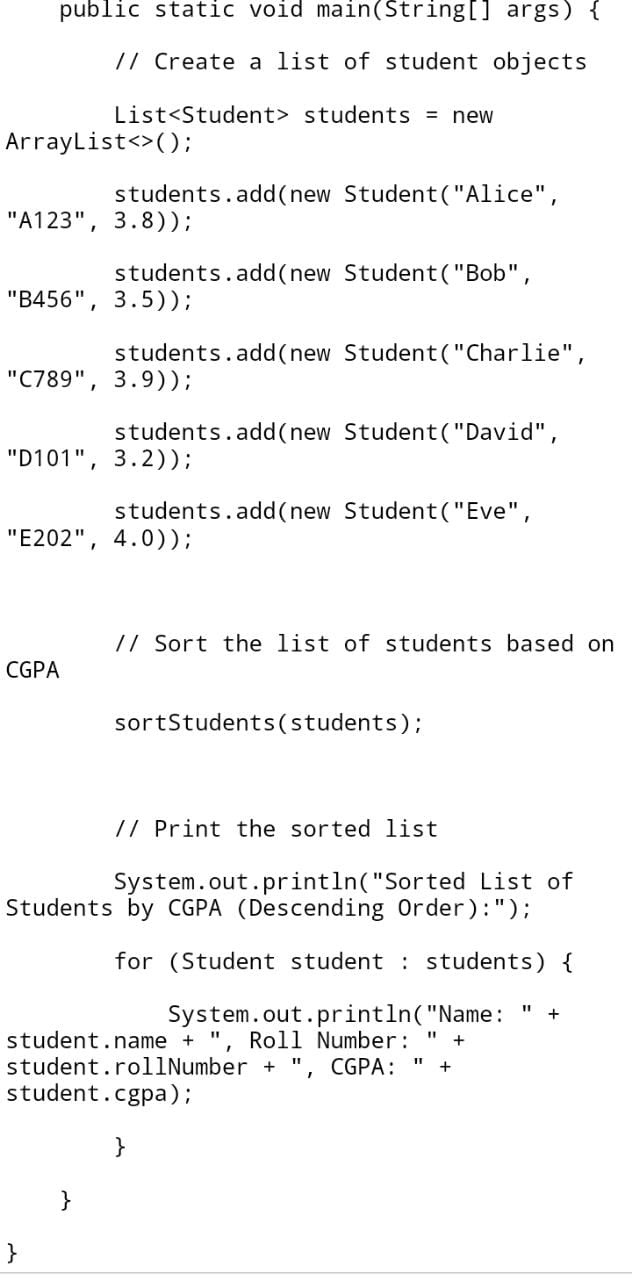 public static void main(String[] args) {
// Create a list of student objects
List<Student> students = new
ArrayList<>();
students.add(new Student("Alice",
"A123", 3.8));
students.add(new Student("Bob",
"B456", 3.5));
students.add(new Student("Charlie",
"C789", 3.9));
students.add(new Student("David",
"D101", 3.2));
students.add(new Student("Eve",
"E202", 4.0));
// Sort the list of students based on
CGPA
sortStudents(students);
// Print the sorted list
System.out.println("Sorted List of
Students by CGPA (Descending Order):");
for (Student student : students) {
System.out.println("Name: " +
student.name + ", Roll Number: " +
student.rollNumber + ", CGPA: " +
student.cgpa);
}
}
}